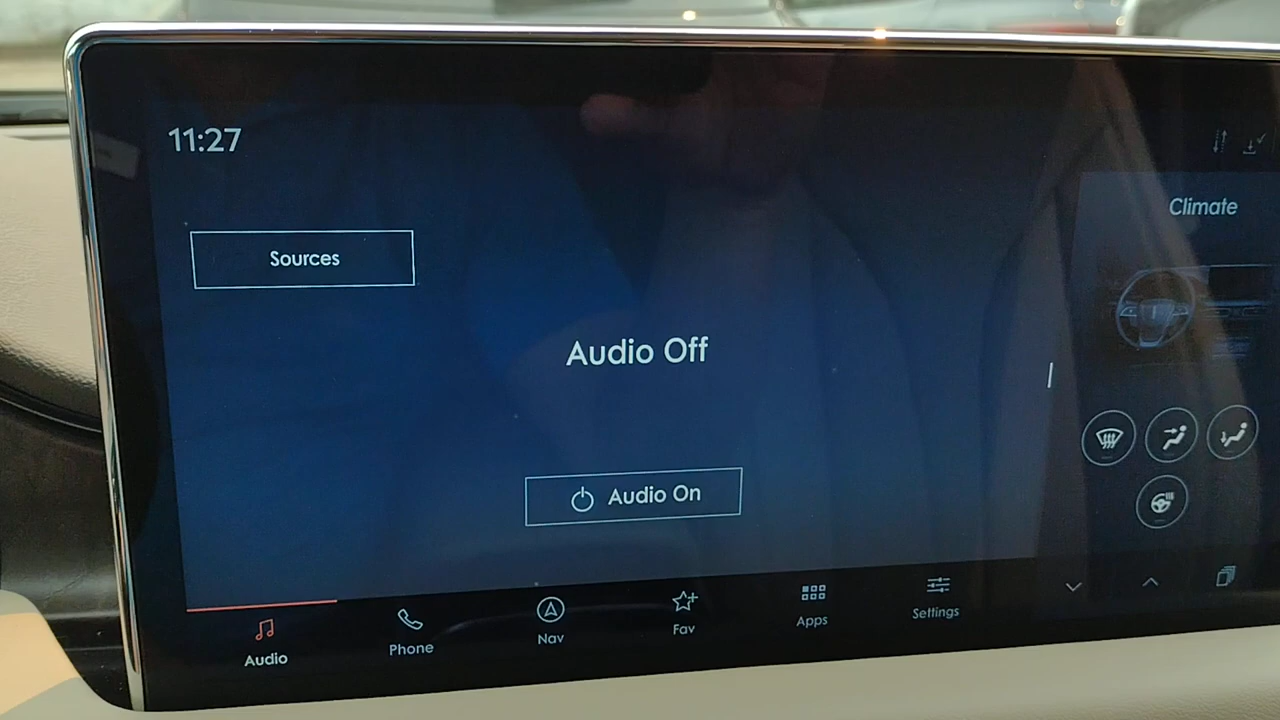 11:27
Climate
Sources
Audio Off
Audio On
Audio
Phone
Nav
Fav
Apps
Settings